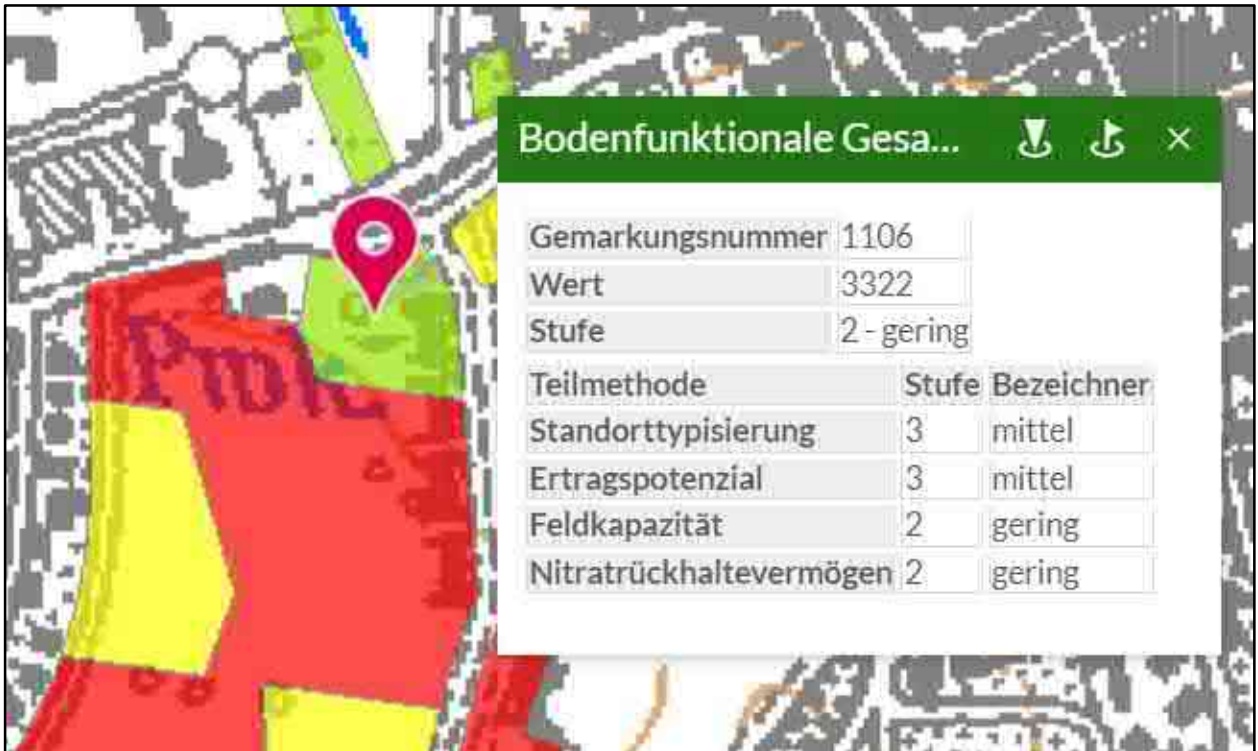 Bodenfunktionale Gesa...
Gemarkungsnummer 1106
Wert 3322
Stufe 2 - gering
Teilmethode Stufe Bezeichner
Standorttypisierung 3 mittel
Ertragspotenzial 3 mittel
Feldkapazität 2 gering
Nitratrückhaltevermögen 2 gering